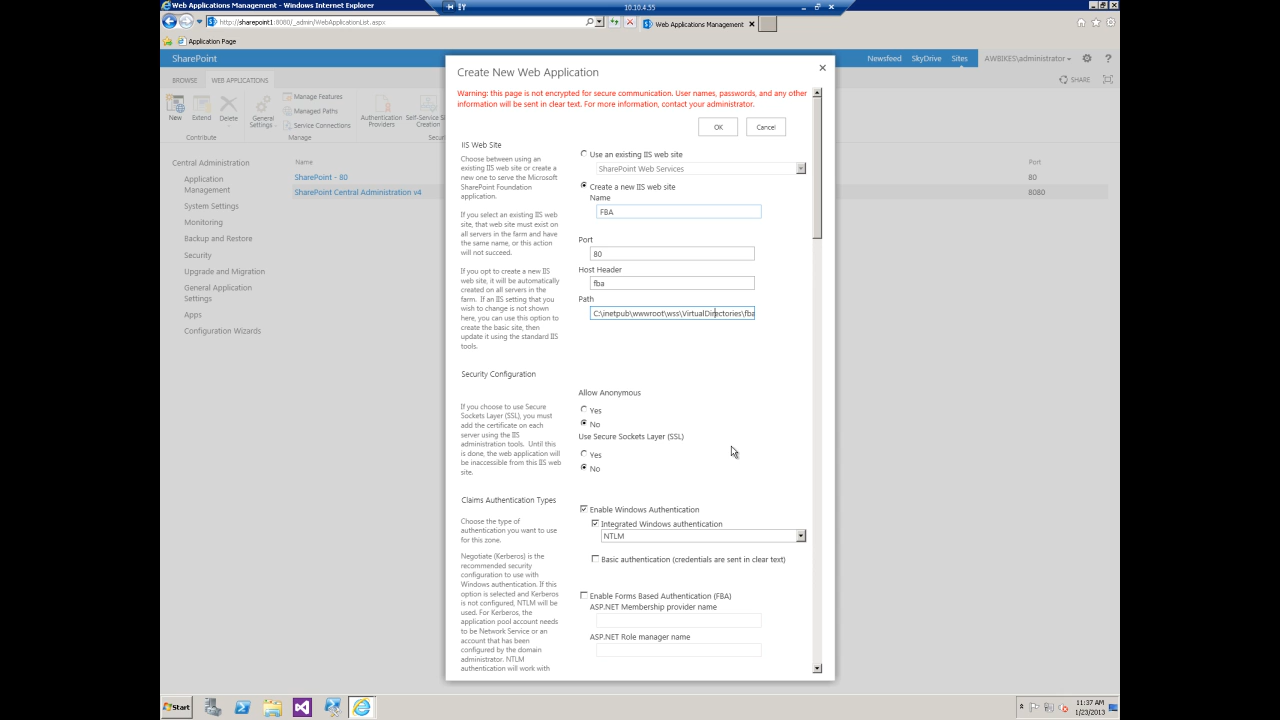 Web Applications Management - Windows Internet Explorer
10.10.4.55
http://sharepoint1:8080/_admin/WebApplicationList.aspx
Web Applications Management
Application Page
SharePoint
Newsfeed SkyDrive Sites AWBIKES\administrator ?
BROWSE WEB APPLICATIONS
SHARE
New
Extend
Delete
General Settings
Manage Features
Managed Paths
Service Connections
Authentication Providers
Self-Service
Creation
Contribute
Manage
Central Administration
Application Management
System Settings
Monitoring
Backup and Restore
Security
Upgrade and Migration
General Application Settings
Apps
Configuration Wizards
Name
Port
SharePoint - 80
80
SharePoint Central Administration v4
8080
Create New Web Application
Warning: this page is not encrypted for secure communication. User names, passwords, and any other
information will be sent in clear text. For more information, contact your administrator.
OK
Cancel
IIS Web Site
Choose between using an
existing IIS web site or create a
new one to serve the Microsoft
SharePoint Foundation
application.
If you select an existing IIS web
site, that web site must exist on
all servers in the farm and have
the same name, or this action
will not succeed.
If you opt to create a new IIS
web site, it will be automatically
created on all servers in the
farm. If an IIS setting that you
wish to change is not shown
here, you can use this option to
create the basic site, then
update it using the standard IIS
tools.
Use an existing IIS web site
SharePoint Web Services
Create a new IIS web site
Name
FBA
Port
80
Host Header
fba
Path
C:\inetpub\wwwroot\wss\VirtualDirectories\fba
Security Configuration
If you choose to use Secure
Sockets Layer (SSL), you must
add the certificate on each
server using the IIS
administration tools. Until this
is done, the web application will
be inaccessible from this IIS web
site.
Allow Anonymous
Yes
No
Use Secure Sockets Layer (SSL)
Yes
No
Claims Authentication Types
Choose the type of
authentication you want to use
for this zone.
Negotiate (Kerberos) is the
recommended security
configuration to use with
Windows authentication. If this
option is selected and Kerberos
is not configured, NTLM will be
used. For Kerberos, the
application pool account needs
to be Network Service or an
account that has been
configured by the domain
administrator. NTLM
authentication will work with
Enable Windows Authentication
Integrated Windows authentication
NTLM
Basic authentication (credentials are sent in clear text)
Enable Forms Based Authentication (FBA)
ASP.NET Membership provider name
ASP.NET Role manager name
Start
11:37 AM
1/23/2013